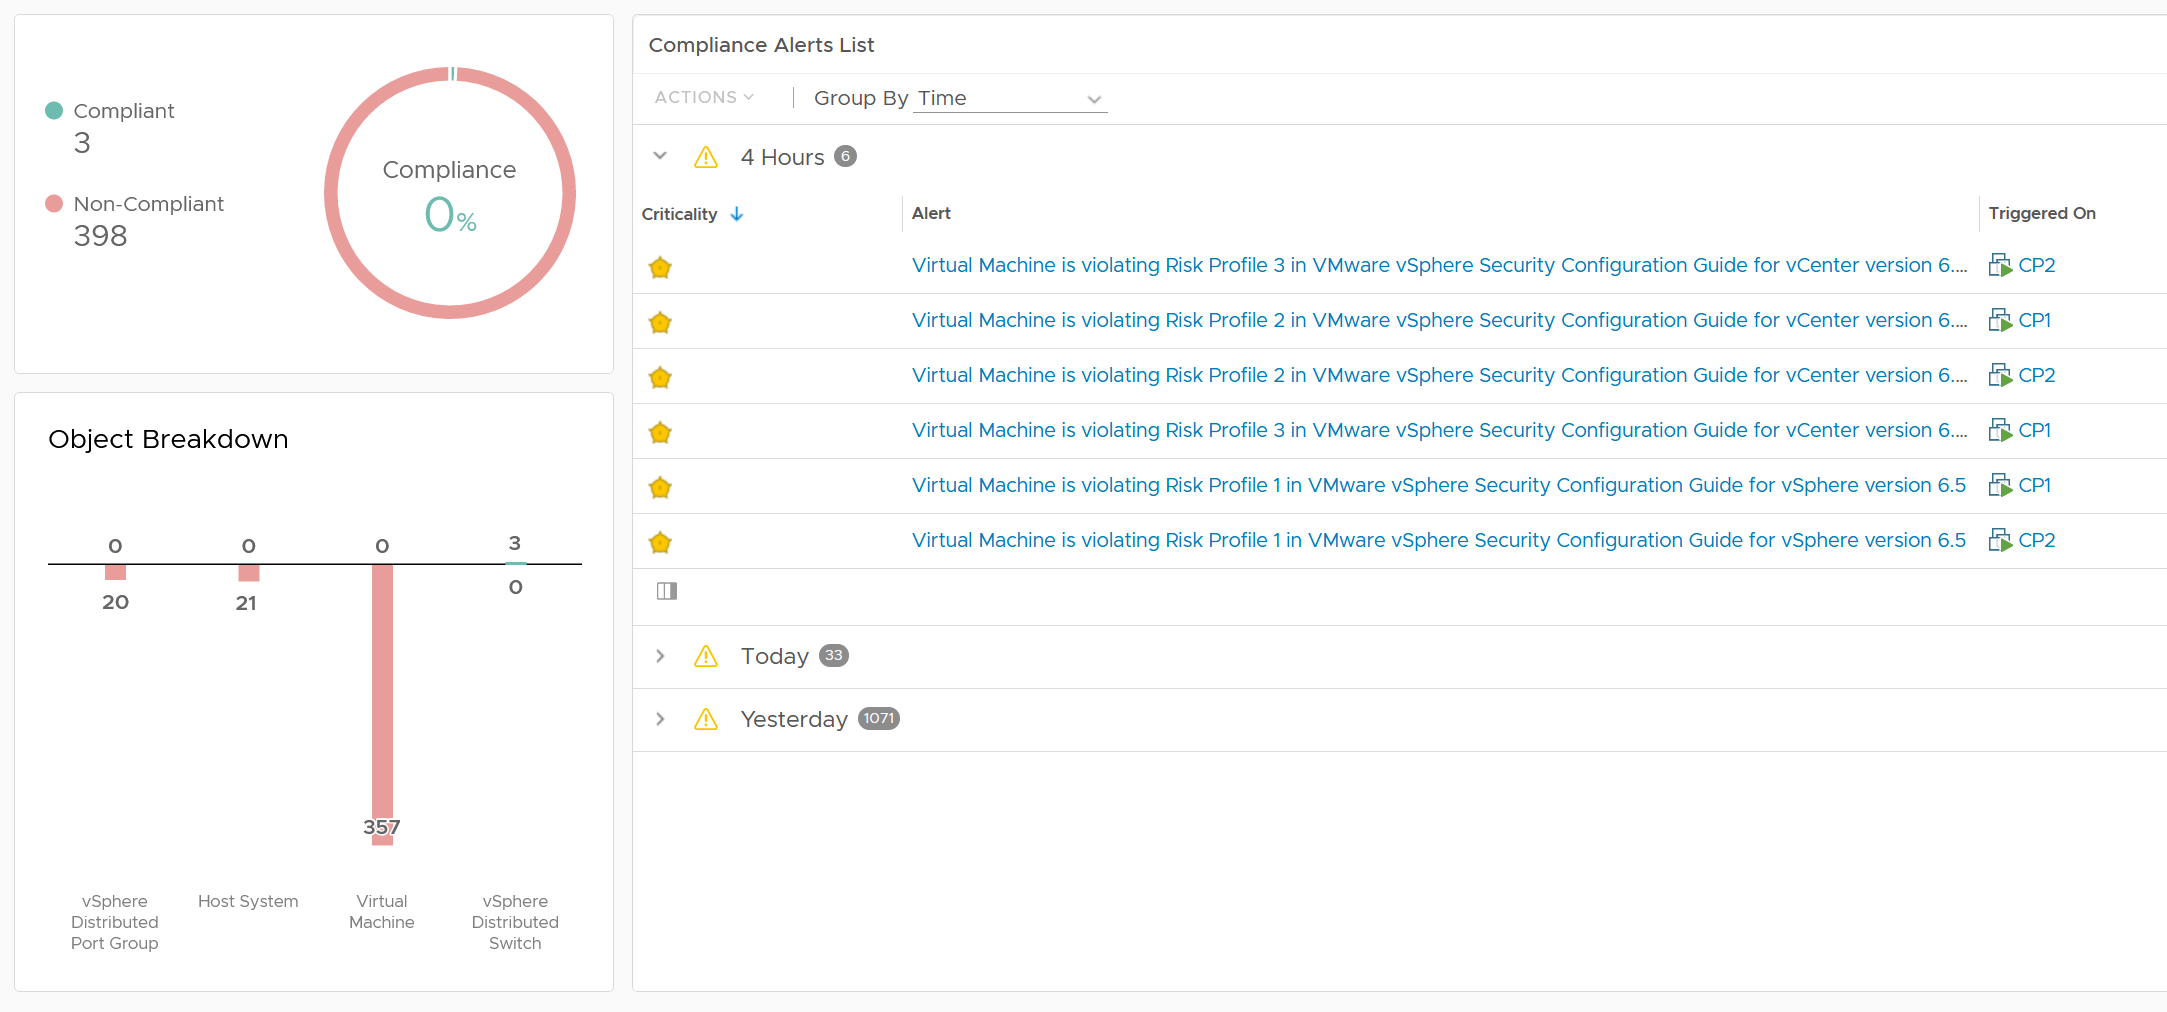 Compliant
3
Non-Compliant
398
Compliance
0%
Object Breakdown
0 0 0 3
20 21 357 0
vSphere Distributed Port Group
Host System
Virtual Machine
vSphere Distributed Switch
Compliance Alerts List
ACTIONS Group By Time
4 Hours 6
Criticality Alert Triggered On
Virtual Machine is violating Risk Profile 3 in VMware vSphere Security Configuration Guide for vCenter version 6.... CP2
Virtual Machine is violating Risk Profile 2 in VMware vSphere Security Configuration Guide for vCenter version 6.... CP1
Virtual Machine is violating Risk Profile 2 in VMware vSphere Security Configuration Guide for vCenter version 6.... CP2
Virtual Machine is violating Risk Profile 3 in VMware vSphere Security Configuration Guide for vCenter version 6.... CP1
Virtual Machine is violating Risk Profile 1 in VMware vSphere Security Configuration Guide for vSphere version 6.5 CP1
Virtual Machine is violating Risk Profile 1 in VMware vSphere Security Configuration Guide for vSphere version 6.5 CP2
Today 33
Yesterday 1071